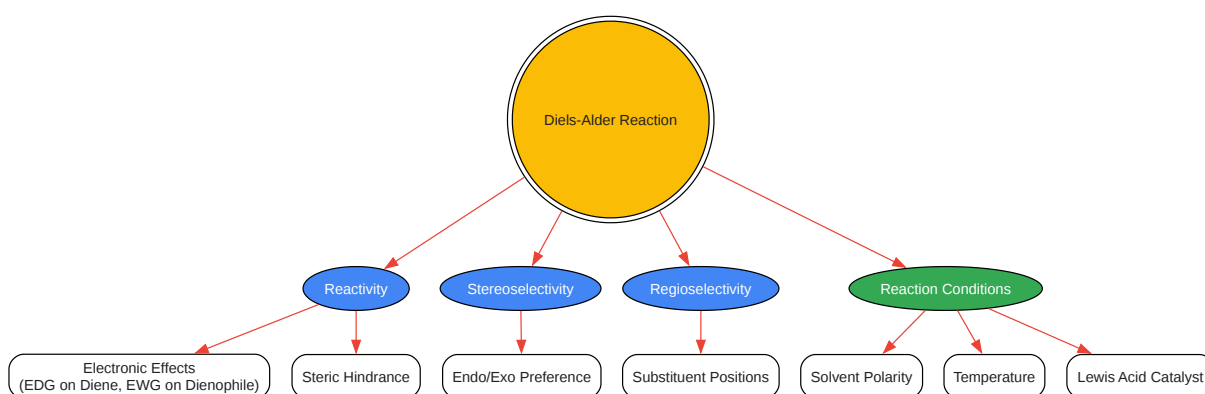 Diels-Alder Reaction
Reactivity
Stereoselectivity
Regioselectivity
Reaction Conditions
Electronic Effects
(EDG on Diene, EWG on Dienophile)
Steric Hindrance
Endo/Exo Preference
Substituent Positions
Solvent Polarity
Temperature
Lewis Acid Catalyst